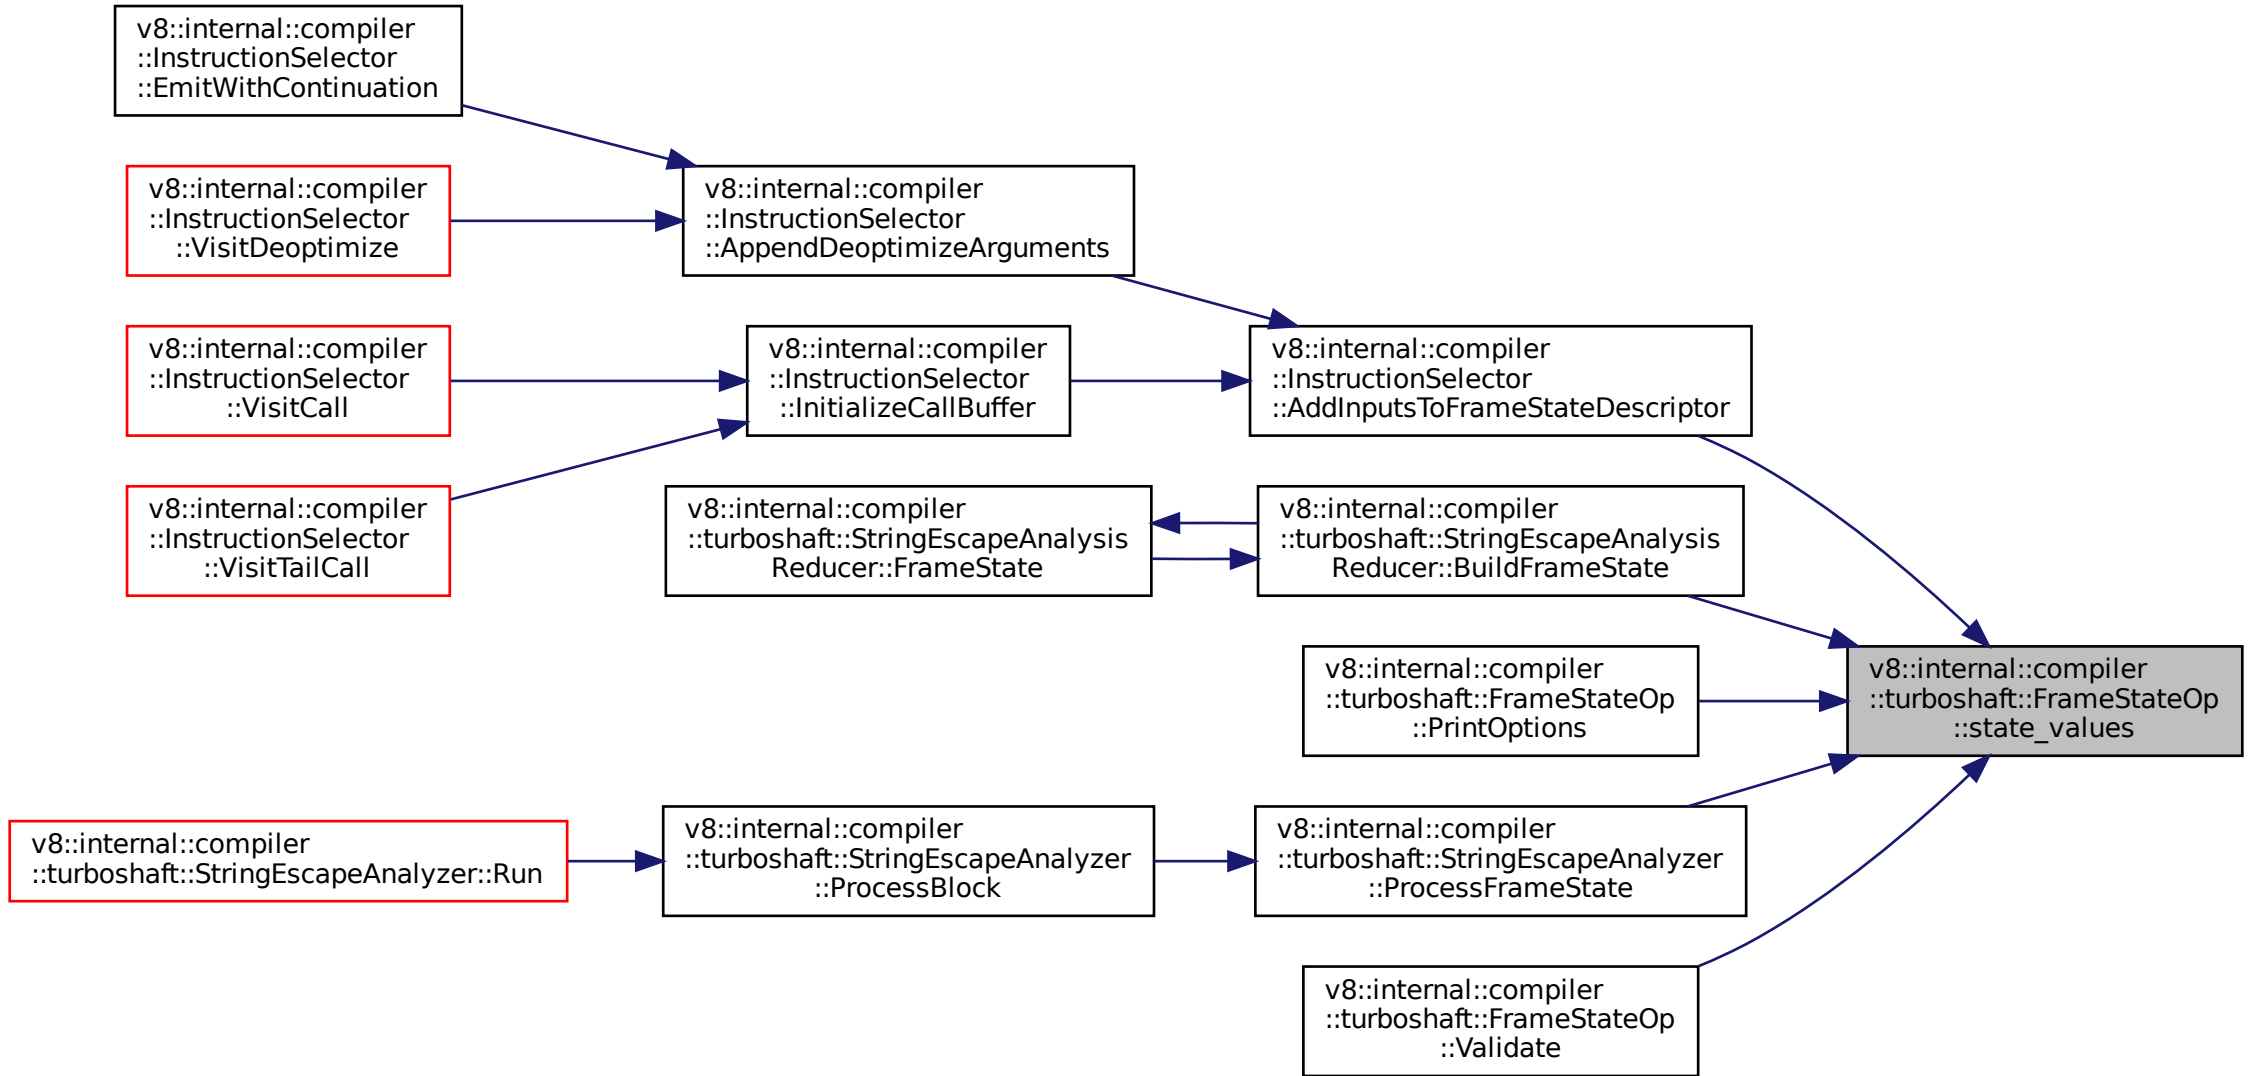 v8::internal::compiler
::InstructionSelector
::EmitWithContinuation
v8::internal::compiler
::InstructionSelector
::VisitDeoptimize
v8::internal::compiler
::InstructionSelector
::AppendDeoptimizeArguments
v8::internal::compiler
::InstructionSelector
::VisitCall
v8::internal::compiler
::InstructionSelector
::InitializeCallBuffer
v8::internal::compiler
::InstructionSelector
::AddInputsToFrameStateDescriptor
v8::internal::compiler
::InstructionSelector
::VisitTailCall
v8::internal::compiler
::turboshaft::StringEscapeAnalysis
Reducer::FrameState
v8::internal::compiler
::turboshaft::StringEscapeAnalysis
Reducer::BuildFrameState
v8::internal::compiler
::turboshaft::FrameStateOp
::PrintOptions
v8::internal::compiler
::turboshaft::FrameStateOp
::state_values
v8::internal::compiler
::turboshaft::StringEscapeAnalyzer::Run
v8::internal::compiler
::turboshaft::StringEscapeAnalyzer
::ProcessBlock
v8::internal::compiler
::turboshaft::StringEscapeAnalyzer
::ProcessFrameState
v8::internal::compiler
::turboshaft::FrameStateOp
::Validate